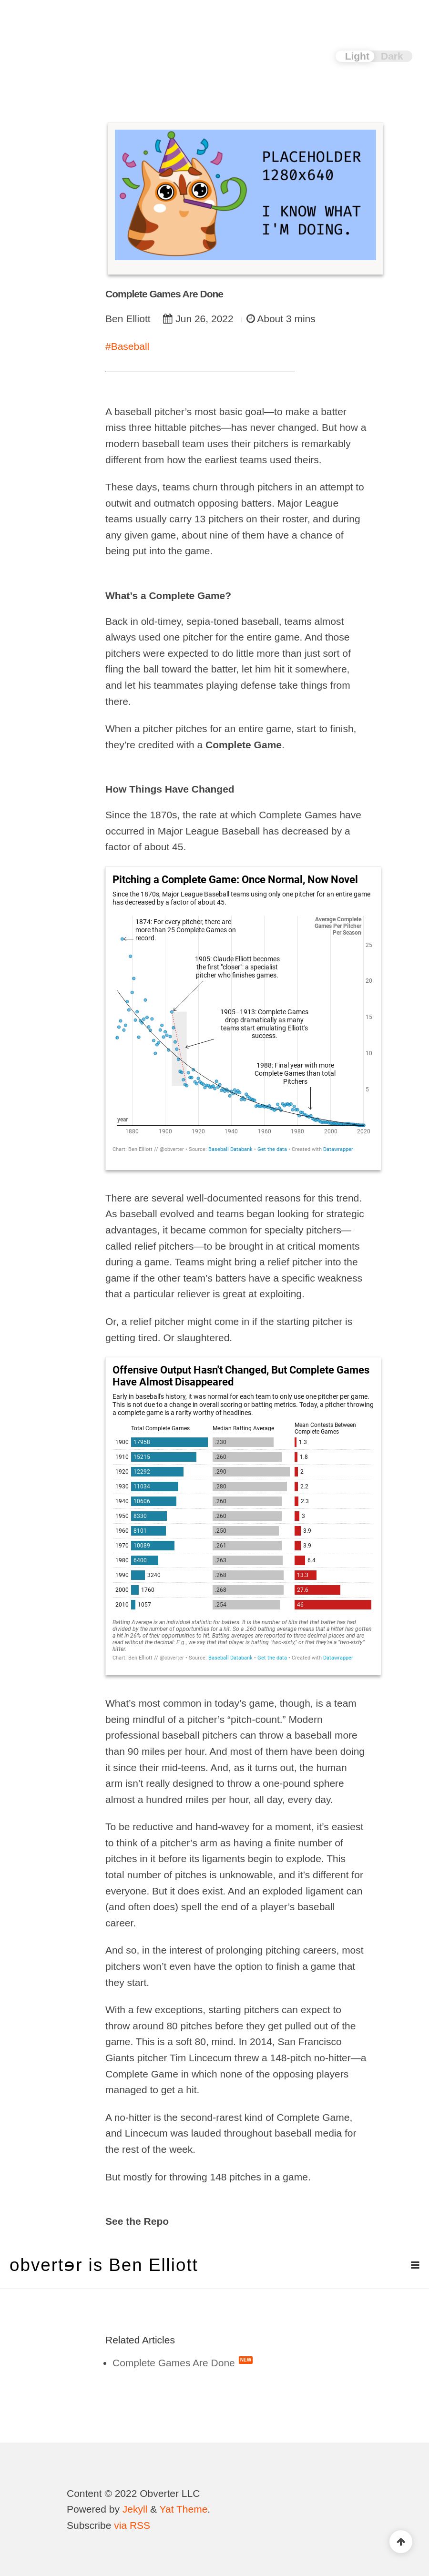 Light Dark
PLACEHOLDER
1280x640
I KNOW WHAT
I'M DOING.
Complete Games Are Done
Ben Elliott Jun 26, 2022 About 3 mins
#Baseball
A baseball pitcher’s most basic goal—to make a batter
miss three hittable pitches—has never changed. But how a
modern baseball team uses their pitchers is remarkably
different from how the earliest teams used theirs.
These days, teams churn through pitchers in an attempt to
outwit and outmatch opposing batters. Major League
teams usually carry 13 pitchers on their roster, and during
any given game, about nine of them have a chance of
being put into the game.
What’s a Complete Game?
Back in old-timey, sepia-toned baseball, teams almost
always used one pitcher for the entire game. And those
pitchers were expected to do little more than just sort of
fling the ball toward the batter, let him hit it somewhere,
and let his teammates playing defense take things from
there.
When a pitcher pitches for an entire game, start to finish,
they’re credited with a Complete Game.
How Things Have Changed
Since the 1870s, the rate at which Complete Games have
occurred in Major League Baseball has decreased by a
factor of about 45.
Pitching a Complete Game: Once Normal, Now Novel
Since the 1870s, Major League Baseball teams using only one pitcher for an entire game
has decreased by a factor of about 45.
Average Complete
Games Per Pitcher
Per Season
1874: For every pitcher, there are
more than 25 Complete Games on
record.
25
1905: Claude Elliott becomes
the first "closer": a specialist
pitcher who finishes games.
20
1905–1913: Complete Games
drop dramatically as many
teams start emulating Elliott's
success.
15
10
1988: Final year with more
Complete Games than total
Pitchers
5
year
1880 1900 1920 1940 1960 1980 2000 2020
Chart: Ben Elliott // @obverter • Source: Baseball Databank • Get the data • Created with Datawrapper
There are several well-documented reasons for this trend.
As baseball evolved and teams began looking for strategic
advantages, it became common for specialty pitchers—
called relief pitchers—to be brought in at critical moments
during a game. Teams might bring a relief pitcher into the
game if the other team’s batters have a specific weakness
that a particular reliever is great at exploiting.
Or, a relief pitcher might come in if the starting pitcher is
getting tired. Or slaughtered.
Offensive Output Hasn't Changed, But Complete Games
Have Almost Disappeared
Early in baseball's history, it was normal for each team to only use one pitcher per game.
This is not due to a change in overall scoring or batting metrics. Today, a pitcher throwing
a complete game is a rarity worthy of headlines.
Total Complete Games Median Batting Average Mean Contests Between
Complete Games
1900 17958 .230 1.3
1910 15215 .260 1.8
1920 12292 .290 2
1930 11034 .280 2.2
1940 10606 .260 2.3
1950 8330 .260 3
1960 8101 .250 3.9
1970 10089 .261 3.9
1980 6400 .263 6.4
1990 3240 .268 13.3
2000 1760 .268 27.6
2010 1057 .254 46
Batting Average is an individual statistic for batters. It is the number of hits that that batter has had
divided by the number of opportunities for a hit. So a .260 batting average means that a hitter has gotten
a hit in 26% of their opportunities to hit. Batting averages are reported to three decimal places and are
read without the decimal. E.g., we say that that player is batting "two-sixty," or that they're a "two-sixty"
hitter.
Chart: Ben Elliott // @obverter • Source: Baseball Databank • Get the data • Created with Datawrapper
What’s most common in today’s game, though, is a team
being mindful of a pitcher’s “pitch-count.” Modern
professional baseball pitchers can throw a baseball more
than 90 miles per hour. And most of them have been doing
it since their mid-teens. And, as it turns out, the human
arm isn’t really designed to throw a one-pound sphere
almost a hundred miles per hour, all day, every day.
To be reductive and hand-wavey for a moment, it’s easiest
to think of a pitcher’s arm as having a finite number of
pitches in it before its ligaments begin to explode. This
total number of pitches is unknowable, and it’s different for
everyone. But it does exist. And an exploded ligament can
(and often does) spell the end of a player’s baseball
career.
And so, in the interest of prolonging pitching careers, most
pitchers won’t even have the option to finish a game that
they start.
With a few exceptions, starting pitchers can expect to
throw around 80 pitches before they get pulled out of the
game. This is a soft 80, mind. In 2014, San Francisco
Giants pitcher Tim Lincecum threw a 148-pitch no-hitter—a
Complete Game in which none of the opposing players
managed to get a hit.
A no-hitter is the second-rarest kind of Complete Game,
and Lincecum was lauded throughout baseball media for
the rest of the week.
But mostly for throwing 148 pitches in a game.
See the Repo
obvertɘr is Ben Elliott
Related Articles
Complete Games Are Done NEW
Content © 2022 Obverter LLC
Powered by Jekyll & Yat Theme.
Subscribe via RSS